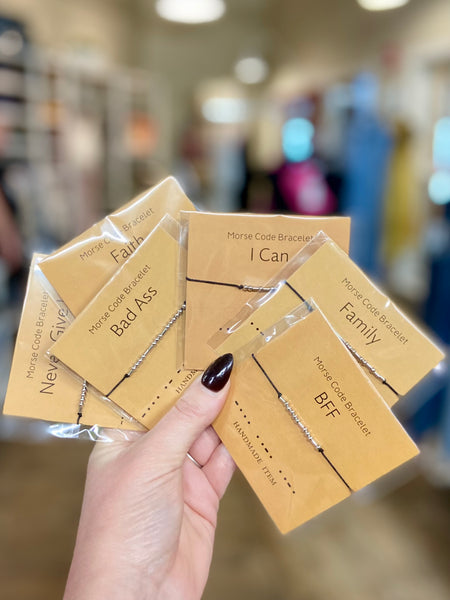 Morse Code Bracelet
Faith
Morse Code Bracelet
Bad Ass
Morse Code Bracelet
Never Give
Morse Code Bracelet
I Can
Morse Code Bracelet
Family
Morse Code Bracelet
BFF
HANDMADE ITEM